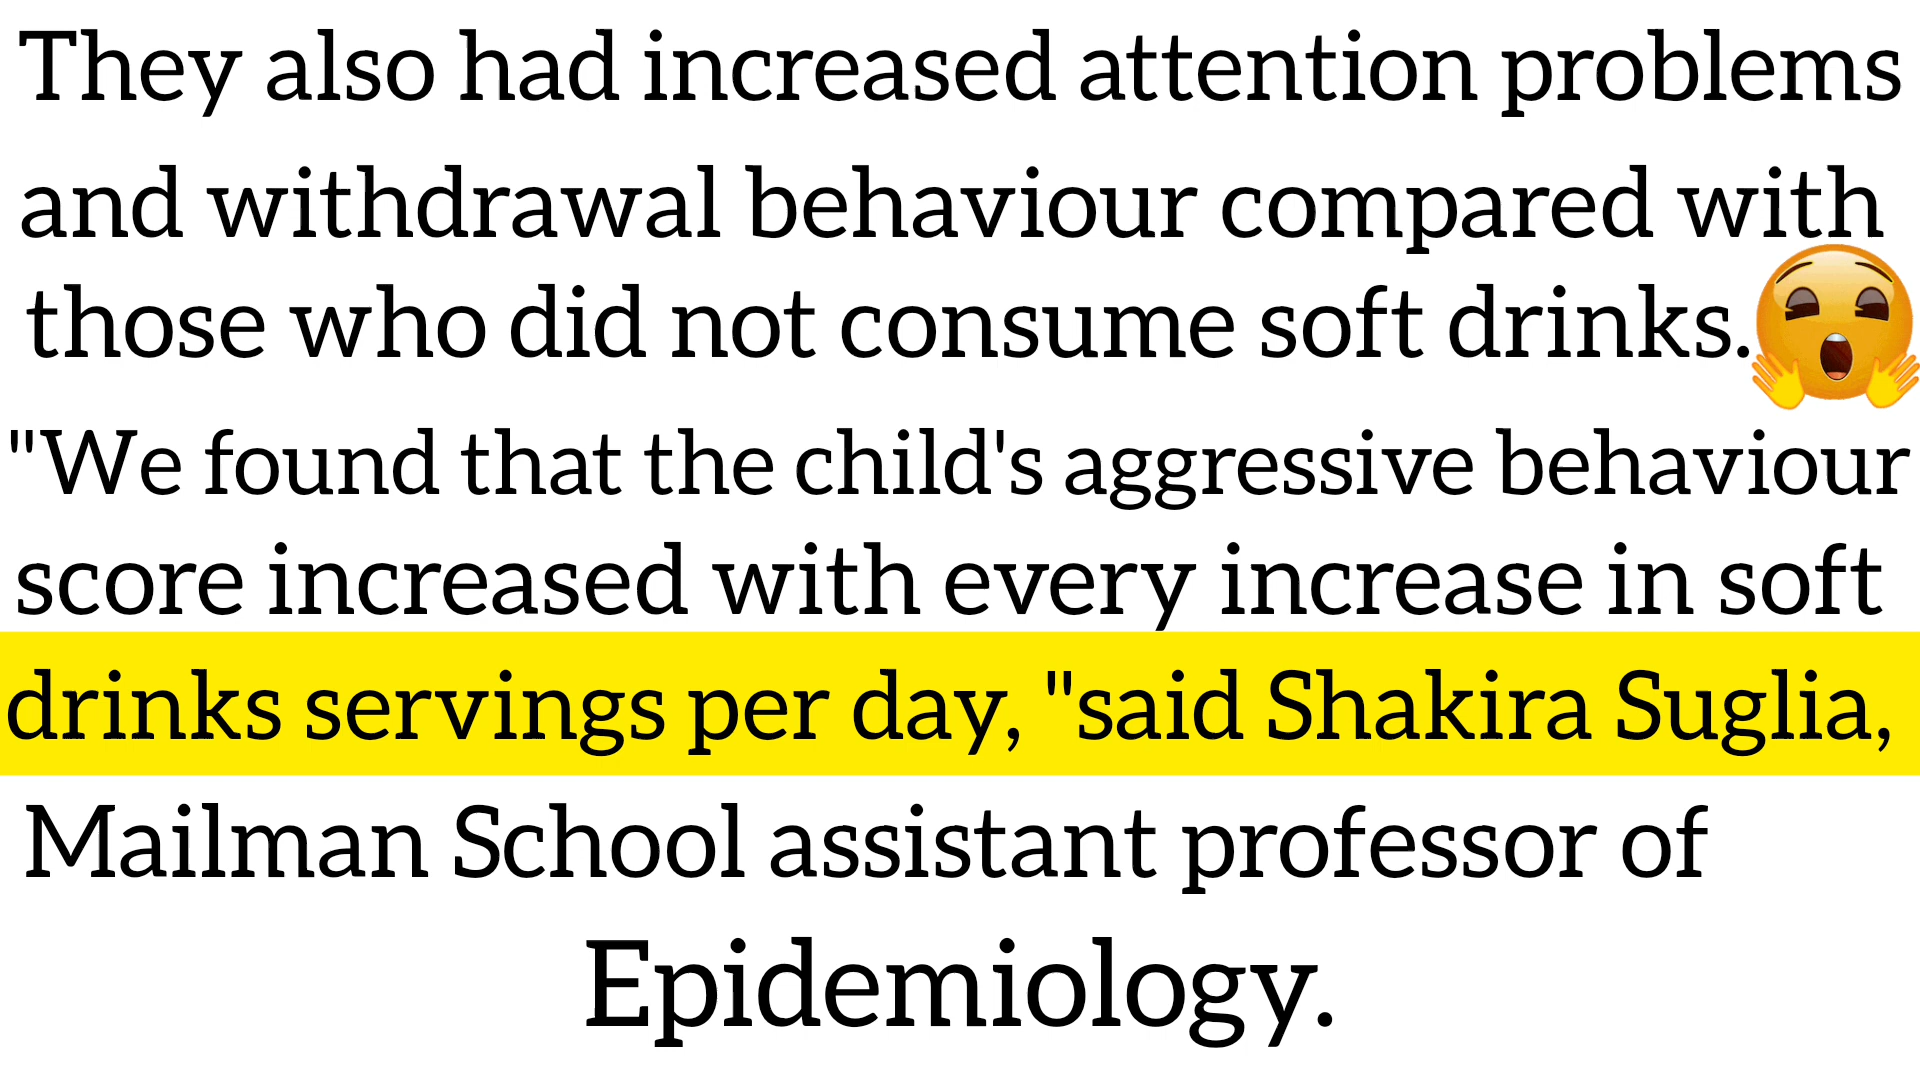 They also had increased attention problems
and withdrawal behaviour compared with
those who did not consume soft drinks.
"We found that the child's aggressive behaviour
score increased with every increase in soft
drinks servings per day, "said Shakira Suglia,
Mailman School assistant professor of
Epidemiology.